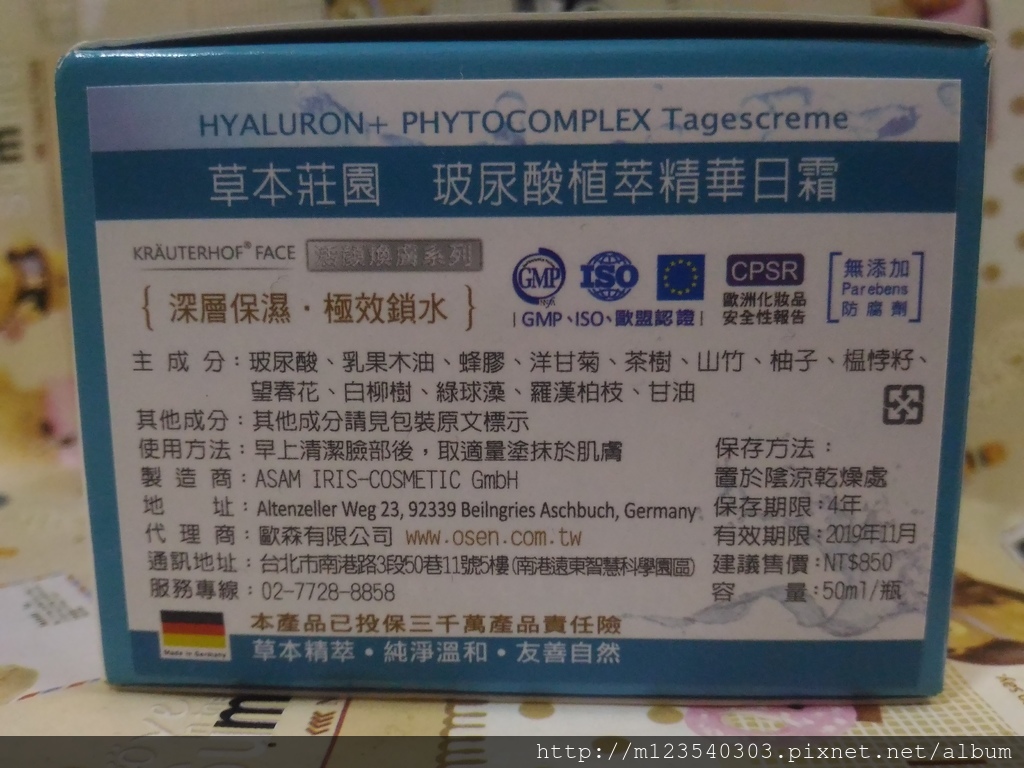 HYALURON+ PHYTOCOMPLEX Tagescreme
草本莊園 玻尿酸植萃精華日霜
KRÄUTERHOF® FACE 煥膚系列
{ 深層保濕・極效鎖水 }
GMP
ISO
CPSR
歐洲化妝品
安全性報告
無添加
Parebens
防腐劑
| GMP、ISO、歐盟認證 |
主成分：玻尿酸、乳果木油、蜂膠、洋甘菊、茶樹、山竹、柚子、榲悖籽、
望春花、白柳樹、綠球藻、羅漢柏枝、甘油
其他成分：其他成分請見包裝原文標示
使用方法：早上清潔臉部後，取適量塗抹於肌膚
製造商：ASAM IRIS-COSMETIC GmbH
地址：Altenzeller Weg 23, 92339 Beilngries Aschbuch, Germany
代理商：歐森有限公司 www.osen.com.tw
通訊地址：台北市南港路3段50巷11號5樓(南港遠東智慧科學園區)
服務專線：02-7728-8858
保存方法：
置於陰涼乾燥處
保存期限：4年
有效期限：2019年11月
建議售價：NT$850
容量：50ml/瓶
本產品已投保三千萬產品責任險
Made in Germany
草本精萃・純淨溫和・友善自然
http://m123540303.pixnet.net/album